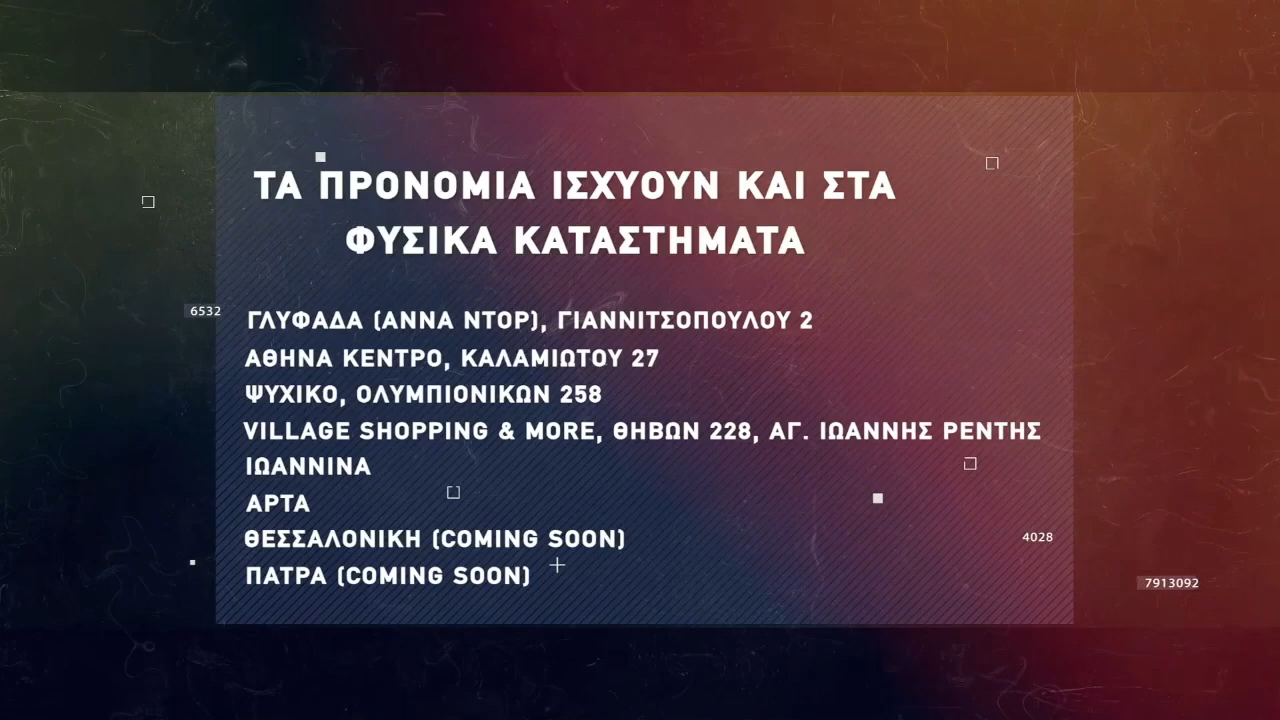 ΤΑ ΠΡΟΝΟΜΙΑ ΙΣΧΥΟΥΝ ΚΑΙ ΣΤΑ
ΦΥΣΙΚΑ ΚΑΤΑΣΤΗΜΑΤΑ
6532
ΓΛΥΦΑΔΑ (ΑΝΝΑ ΝΤΟΡ), ΓΙΑΝΝΙΤΣΟΠΟΥΛΟΥ 2
ΑΘΗΝΑ ΚΕΝΤΡΟ, ΚΑΛΑΜΙΩΤΟΥ 27
ΨΥΧΙΚΟ, ΟΛΥΜΠΙΟΝΙΚΩΝ 258
VILLAGE SHOPPING & MORE, ΘΗΒΩΝ 228, ΑΓ. ΙΩΑΝΝΗΣ ΡΕΝΤΗΣ
ΙΩΑΝΝΙΝΑ
ΑΡΤΑ
ΘΕΣΣΑΛΟΝΙΚΗ (COMING SOON)
4028
ΠΑΤΡΑ (COMING SOON)
7913092